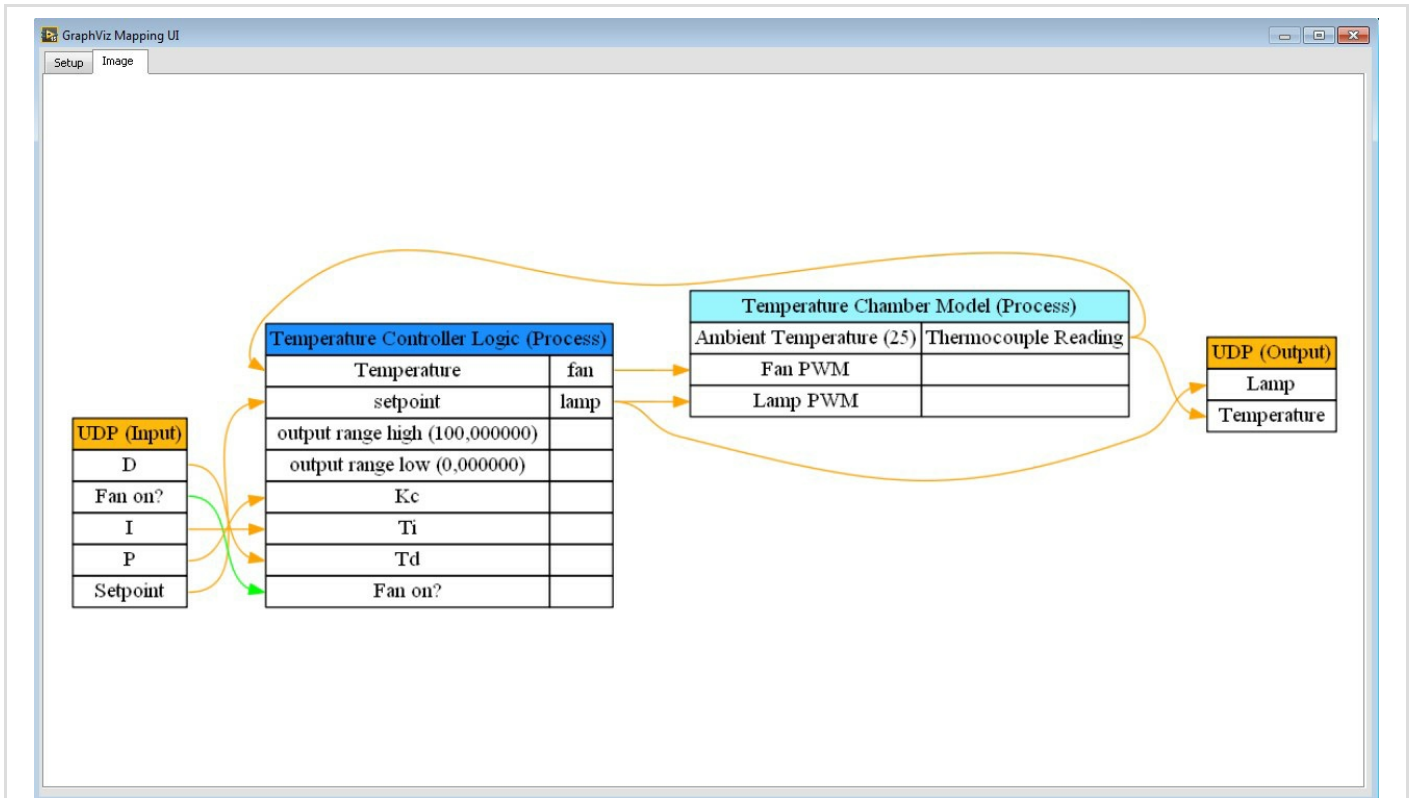 GraphViz Mapping UI
Setup
Image
Temperature Chamber Model (Process)
Ambient Temperature (25)
Thermocouple Reading
Fan PWM
Lamp PWM
Temperature Controller Logic (Process)
Temperature
fan
setpoint
lamp
output range high (100,000000)
output range low (0,000000)
Kc
Ti
Td
Fan on?
UDP (Input)
D
Fan on?
I
P
Setpoint
UDP (Output)
Lamp
Temperature